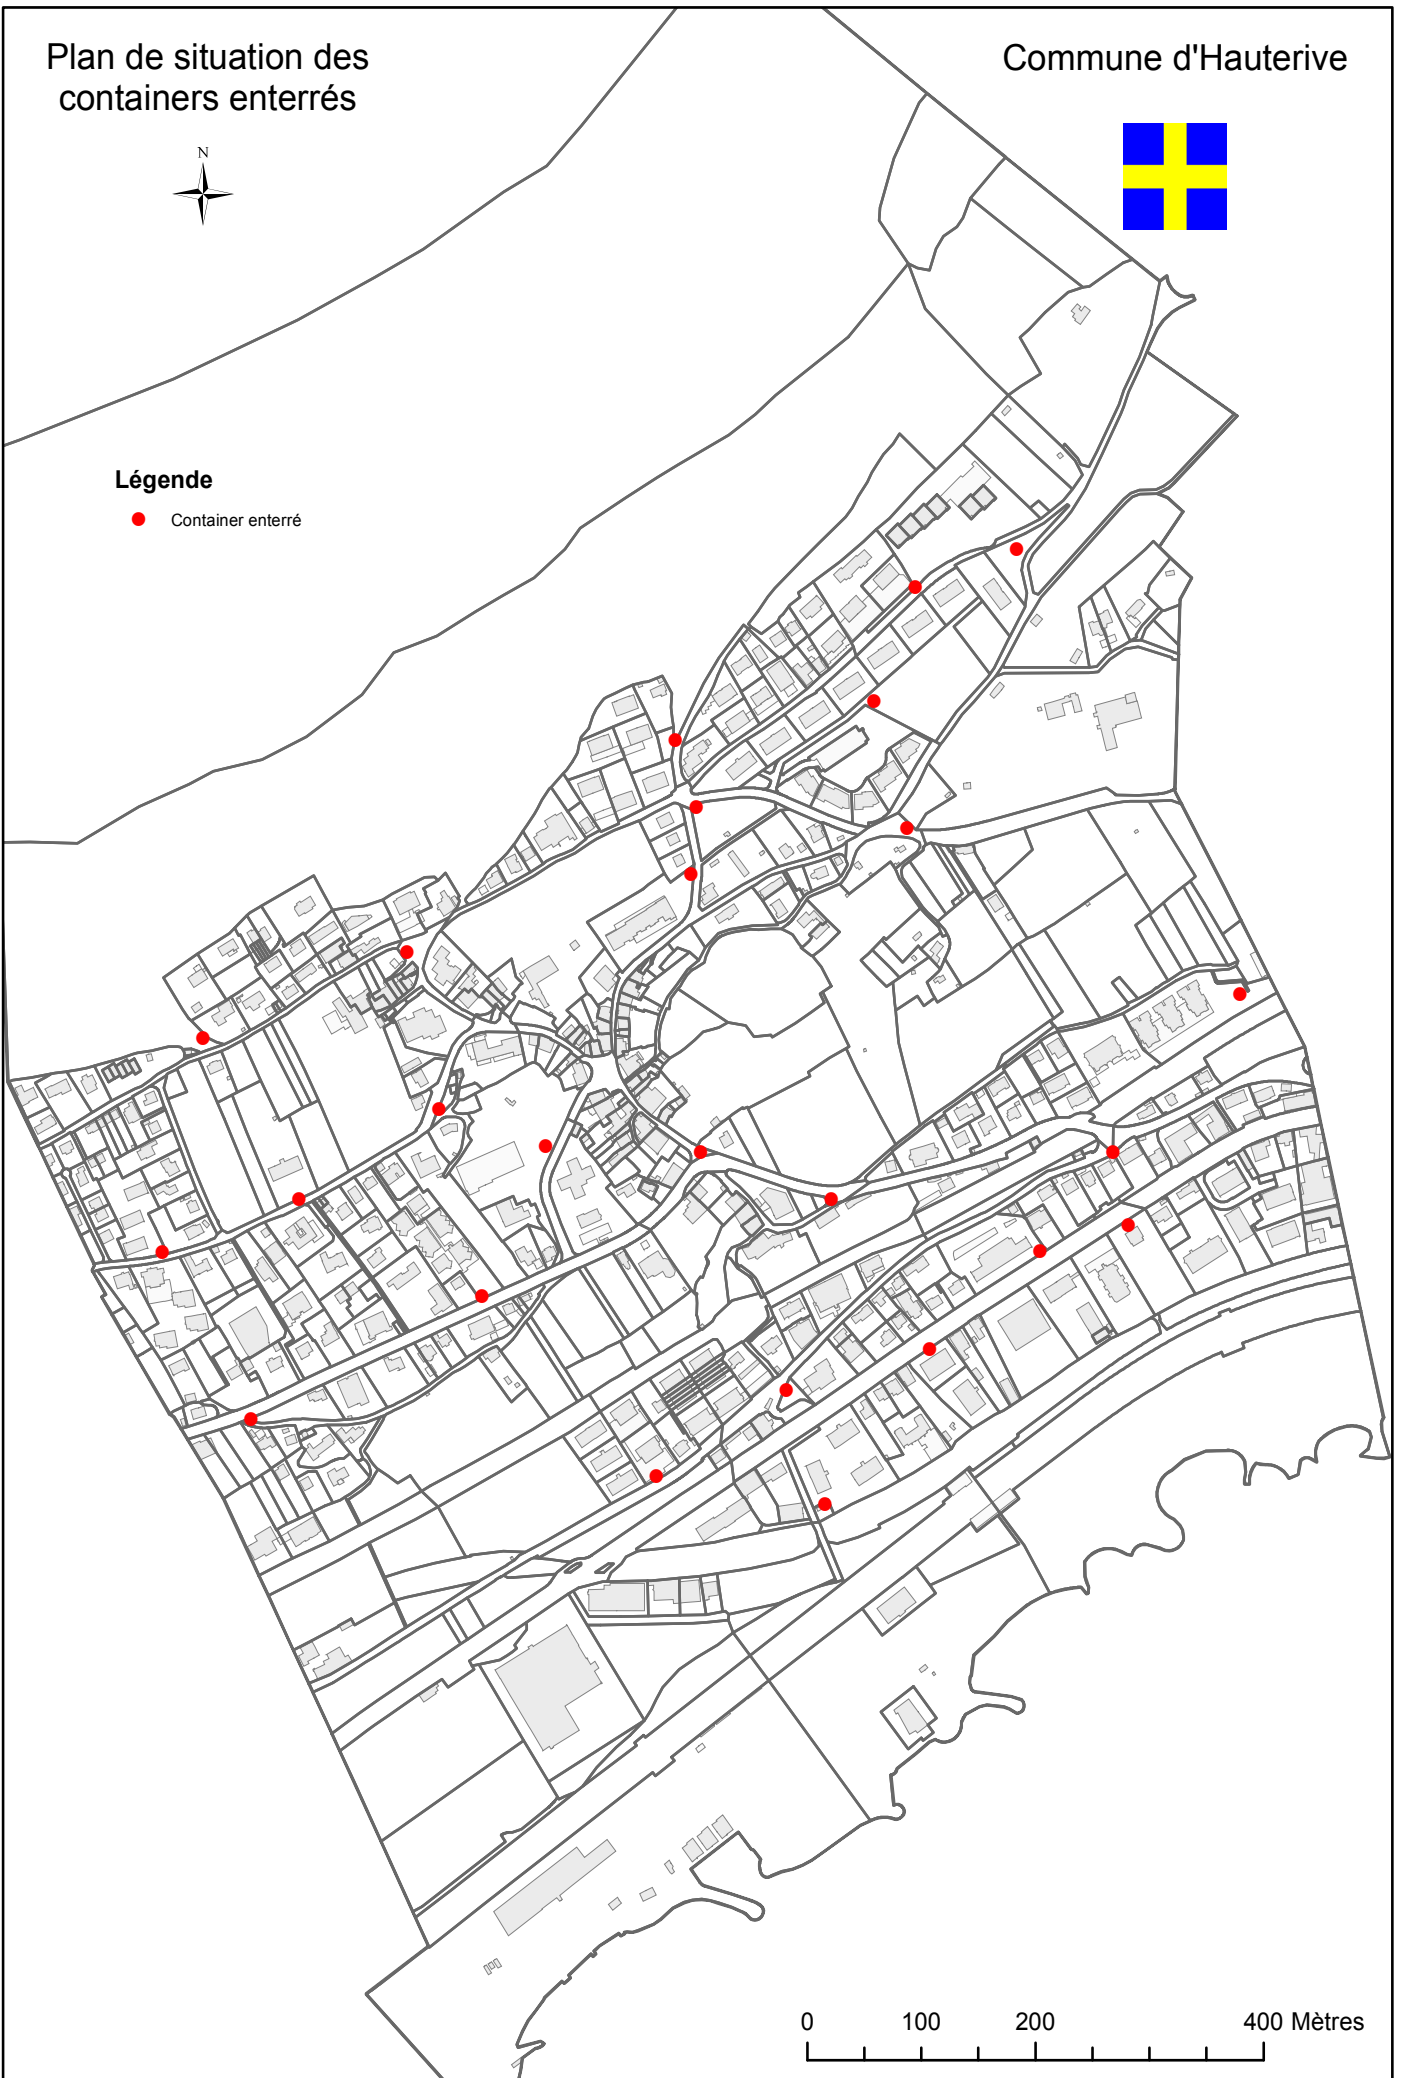 Plan de situation des
containers enterrés
Commune d'Hauterive
N
Légende
Container enterré
0 100 200 400 Mètres